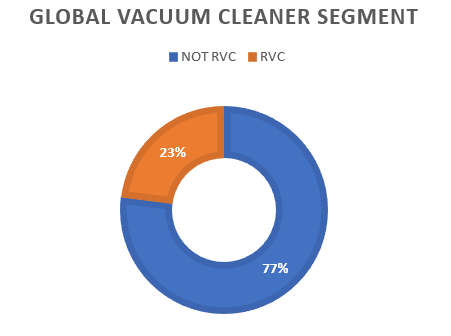 GLOBAL VACUUM CLEANER SEGMENT
NOT RVC RVC
23%
77%